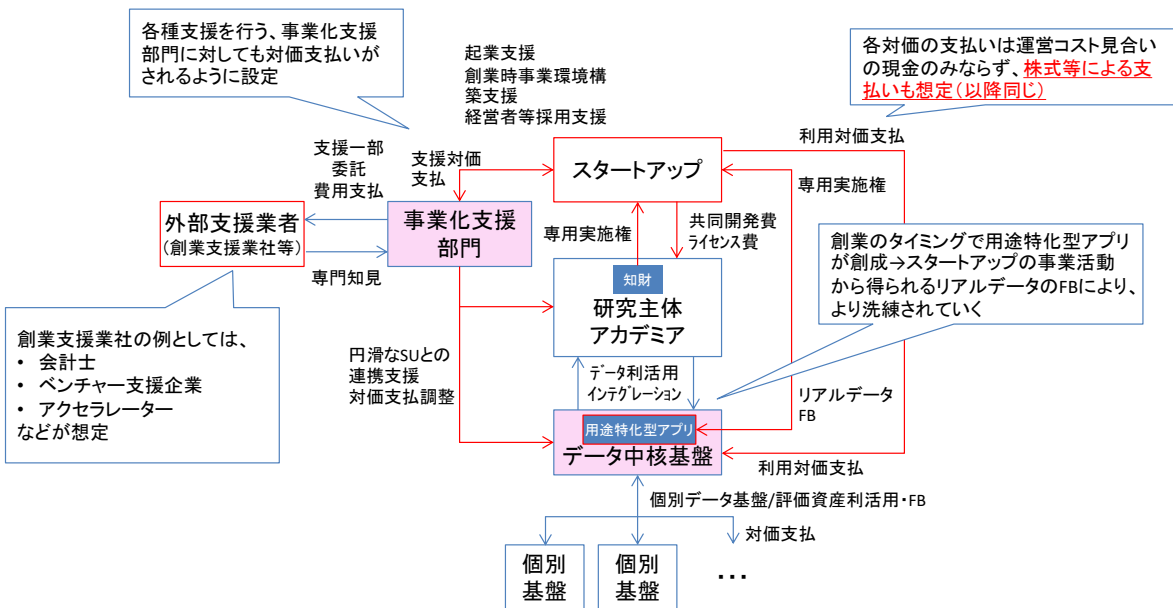 各種支援を行う、事業化支援
部門に対しても対価支払いが
されるように設定
起業支援
創業時事業環境構
築支援
経営者等採用支援
各対価の支払いは運営コスト見合い
の現金のみならず、株式等による支
払いも想定（以降同じ）
利用対価支払
支援一部
委託
費用支払
支援対価
支払
スタートアップ
専用実施権
外部支援業者
(創業支援業社等)
事業化支援
部門
専用実施権
共同開発費
ライセンス費
専門知見
創業のタイミングで用途特化型アプリ
が創成→スタートアップの事業活動
から得られるリアルデータのFBにより、
より洗練されていく
知財
研究主体
アカデミア
創業支援業社の例としては、
• 会計士
• ベンチャー支援企業
• アクセラレーター
などが想定
円滑なSUとの
連携支援
対価支払調整
データ利活用
ｲﾝﾃｸﾞﾚｰｼｮﾝ
リアルデータ
FB
用途特化型アプリ
データ中核基盤
利用対価支払
個別データ基盤/評価資産利活用・FB
対価支払
個別
基盤
個別
基盤
…